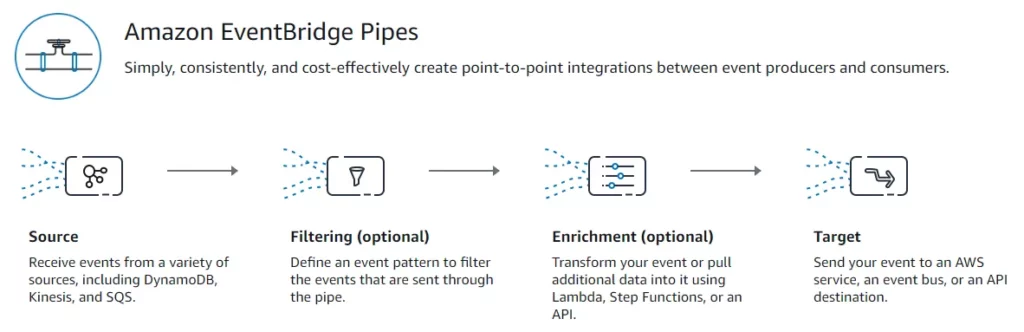 Amazon EventBridge Pipes
Simply, consistently, and cost-effectively create point-to-point integrations between event producers and consumers.
Source
Receive events from a variety of
sources, including DynamoDB,
Kinesis, and SQS.
Filtering (optional)
Define an event pattern to filter
the events that are sent through
the pipe.
Enrichment (optional)
Transform your event or pull
additional data into it using
Lambda, Step Functions, or an
API.
Target
Send your event to an AWS
service, an event bus, or an API
destination.